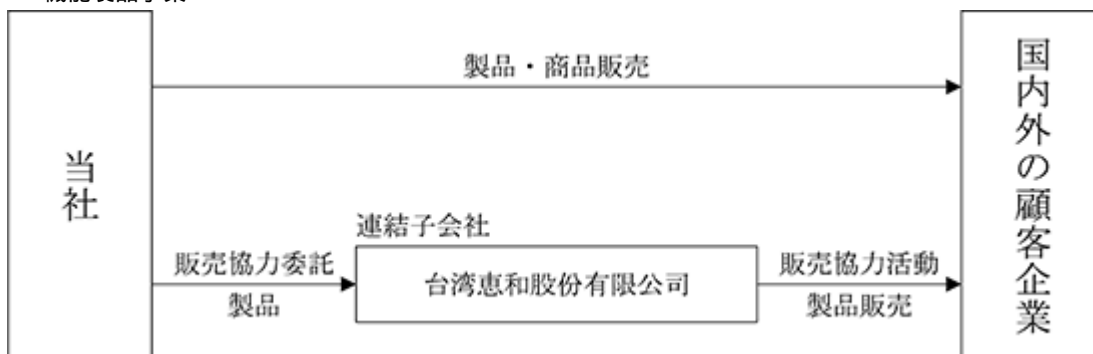 機能製品事業
製品・商品販売
当社
国内外の顧客企業
連結子会社
販売協力委託
製品
台湾恵和股份有限公司
販売協力活動
製品販売